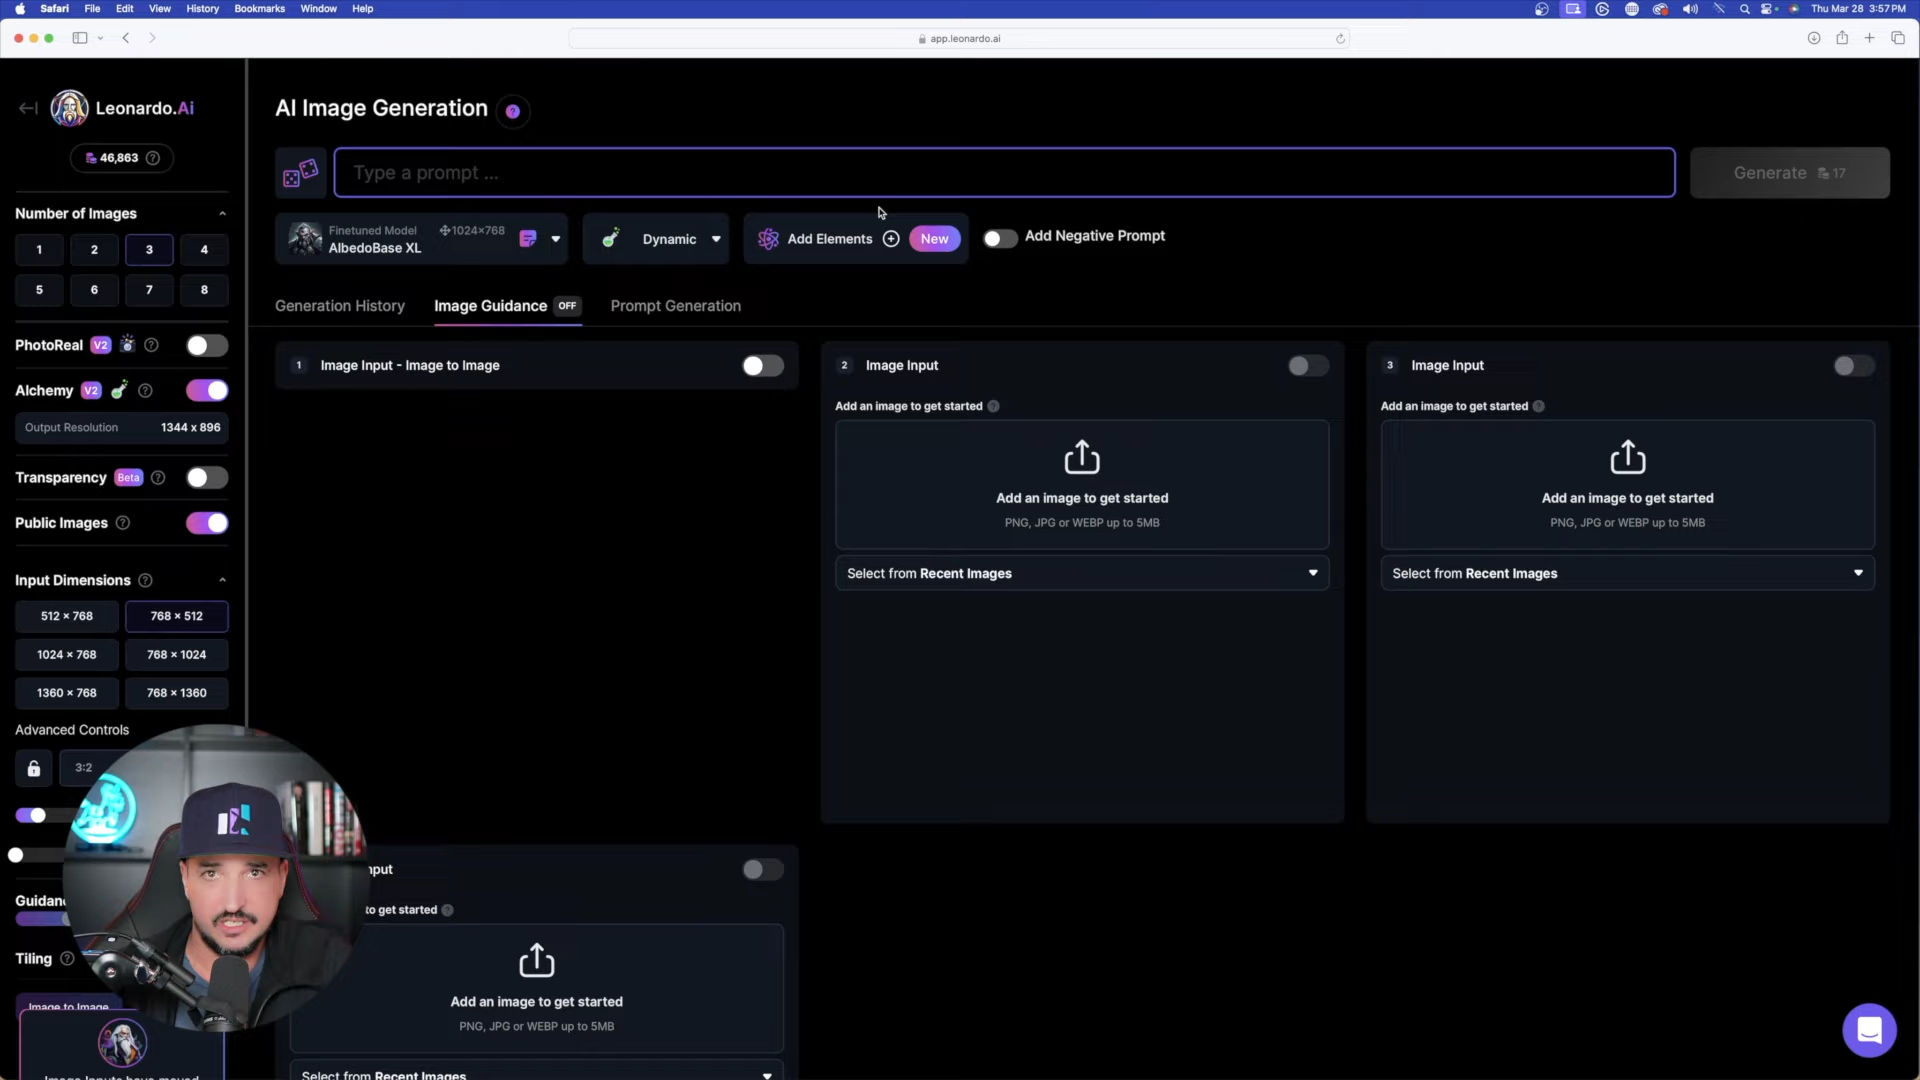 Safari File Edit View History Bookmarks Window Help
Thu Mar 28 3:57 PM
app.leonardo.ai
Leonardo.Ai
46,863
AI Image Generation
Type a prompt ...
Generate 17
Finetuned Model
AlbedoBase XL
1024×768
Dynamic
Add Elements
New
Add Negative Prompt
Number of Images
1 2 3 4
5 6 7 8
PhotoReal V2
Alchemy V2
Output Resolution 1344 x 896
Transparency Beta
Public Images
Input Dimensions
512 × 768 768 × 512
1024 × 768 768 × 1024
1360 × 768 768 × 1360
Advanced Controls
3:2
Guidanc
Tiling
Image to Image
Image Inputs have moved
Generation History Image Guidance OFF Prompt Generation
1 Image Input - Image to Image
2 Image Input
Add an image to get started
Add an image to get started
PNG, JPG or WEBP up to 5MB
Select from Recent Images
3 Image Input
Add an image to get started
Add an image to get started
PNG, JPG or WEBP up to 5MB
Select from Recent Images
nput
to get started
Add an image to get started
PNG, JPG or WEBP up to 5MB
Select from Recent Images